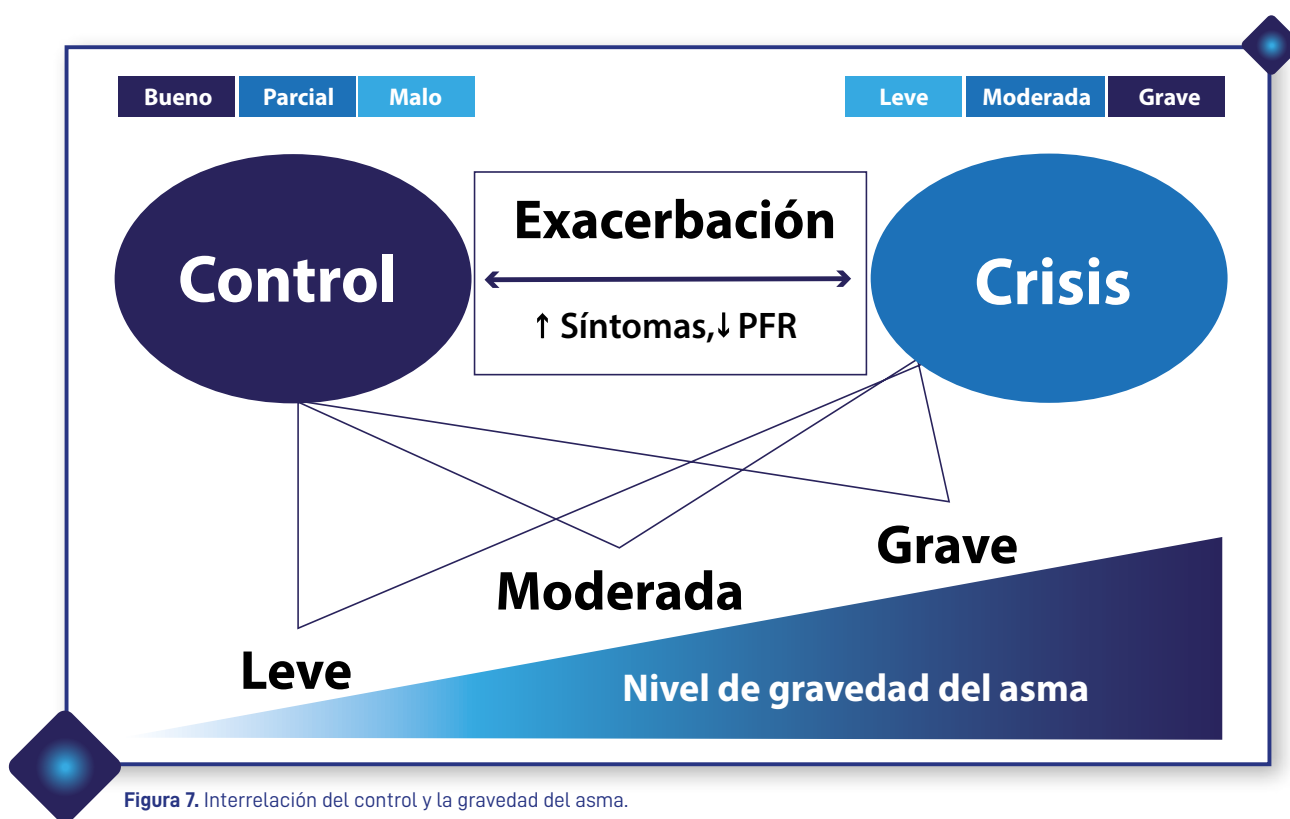 Bueno Parcial Malo
Leve Moderada Grave
Control
Exacerbación
↑ Síntomas,↓ PFR
Crisis
Grave
Moderada
Leve
Nivel de gravedad del asma
Figura 7. Interrelación del control y la gravedad del asma.